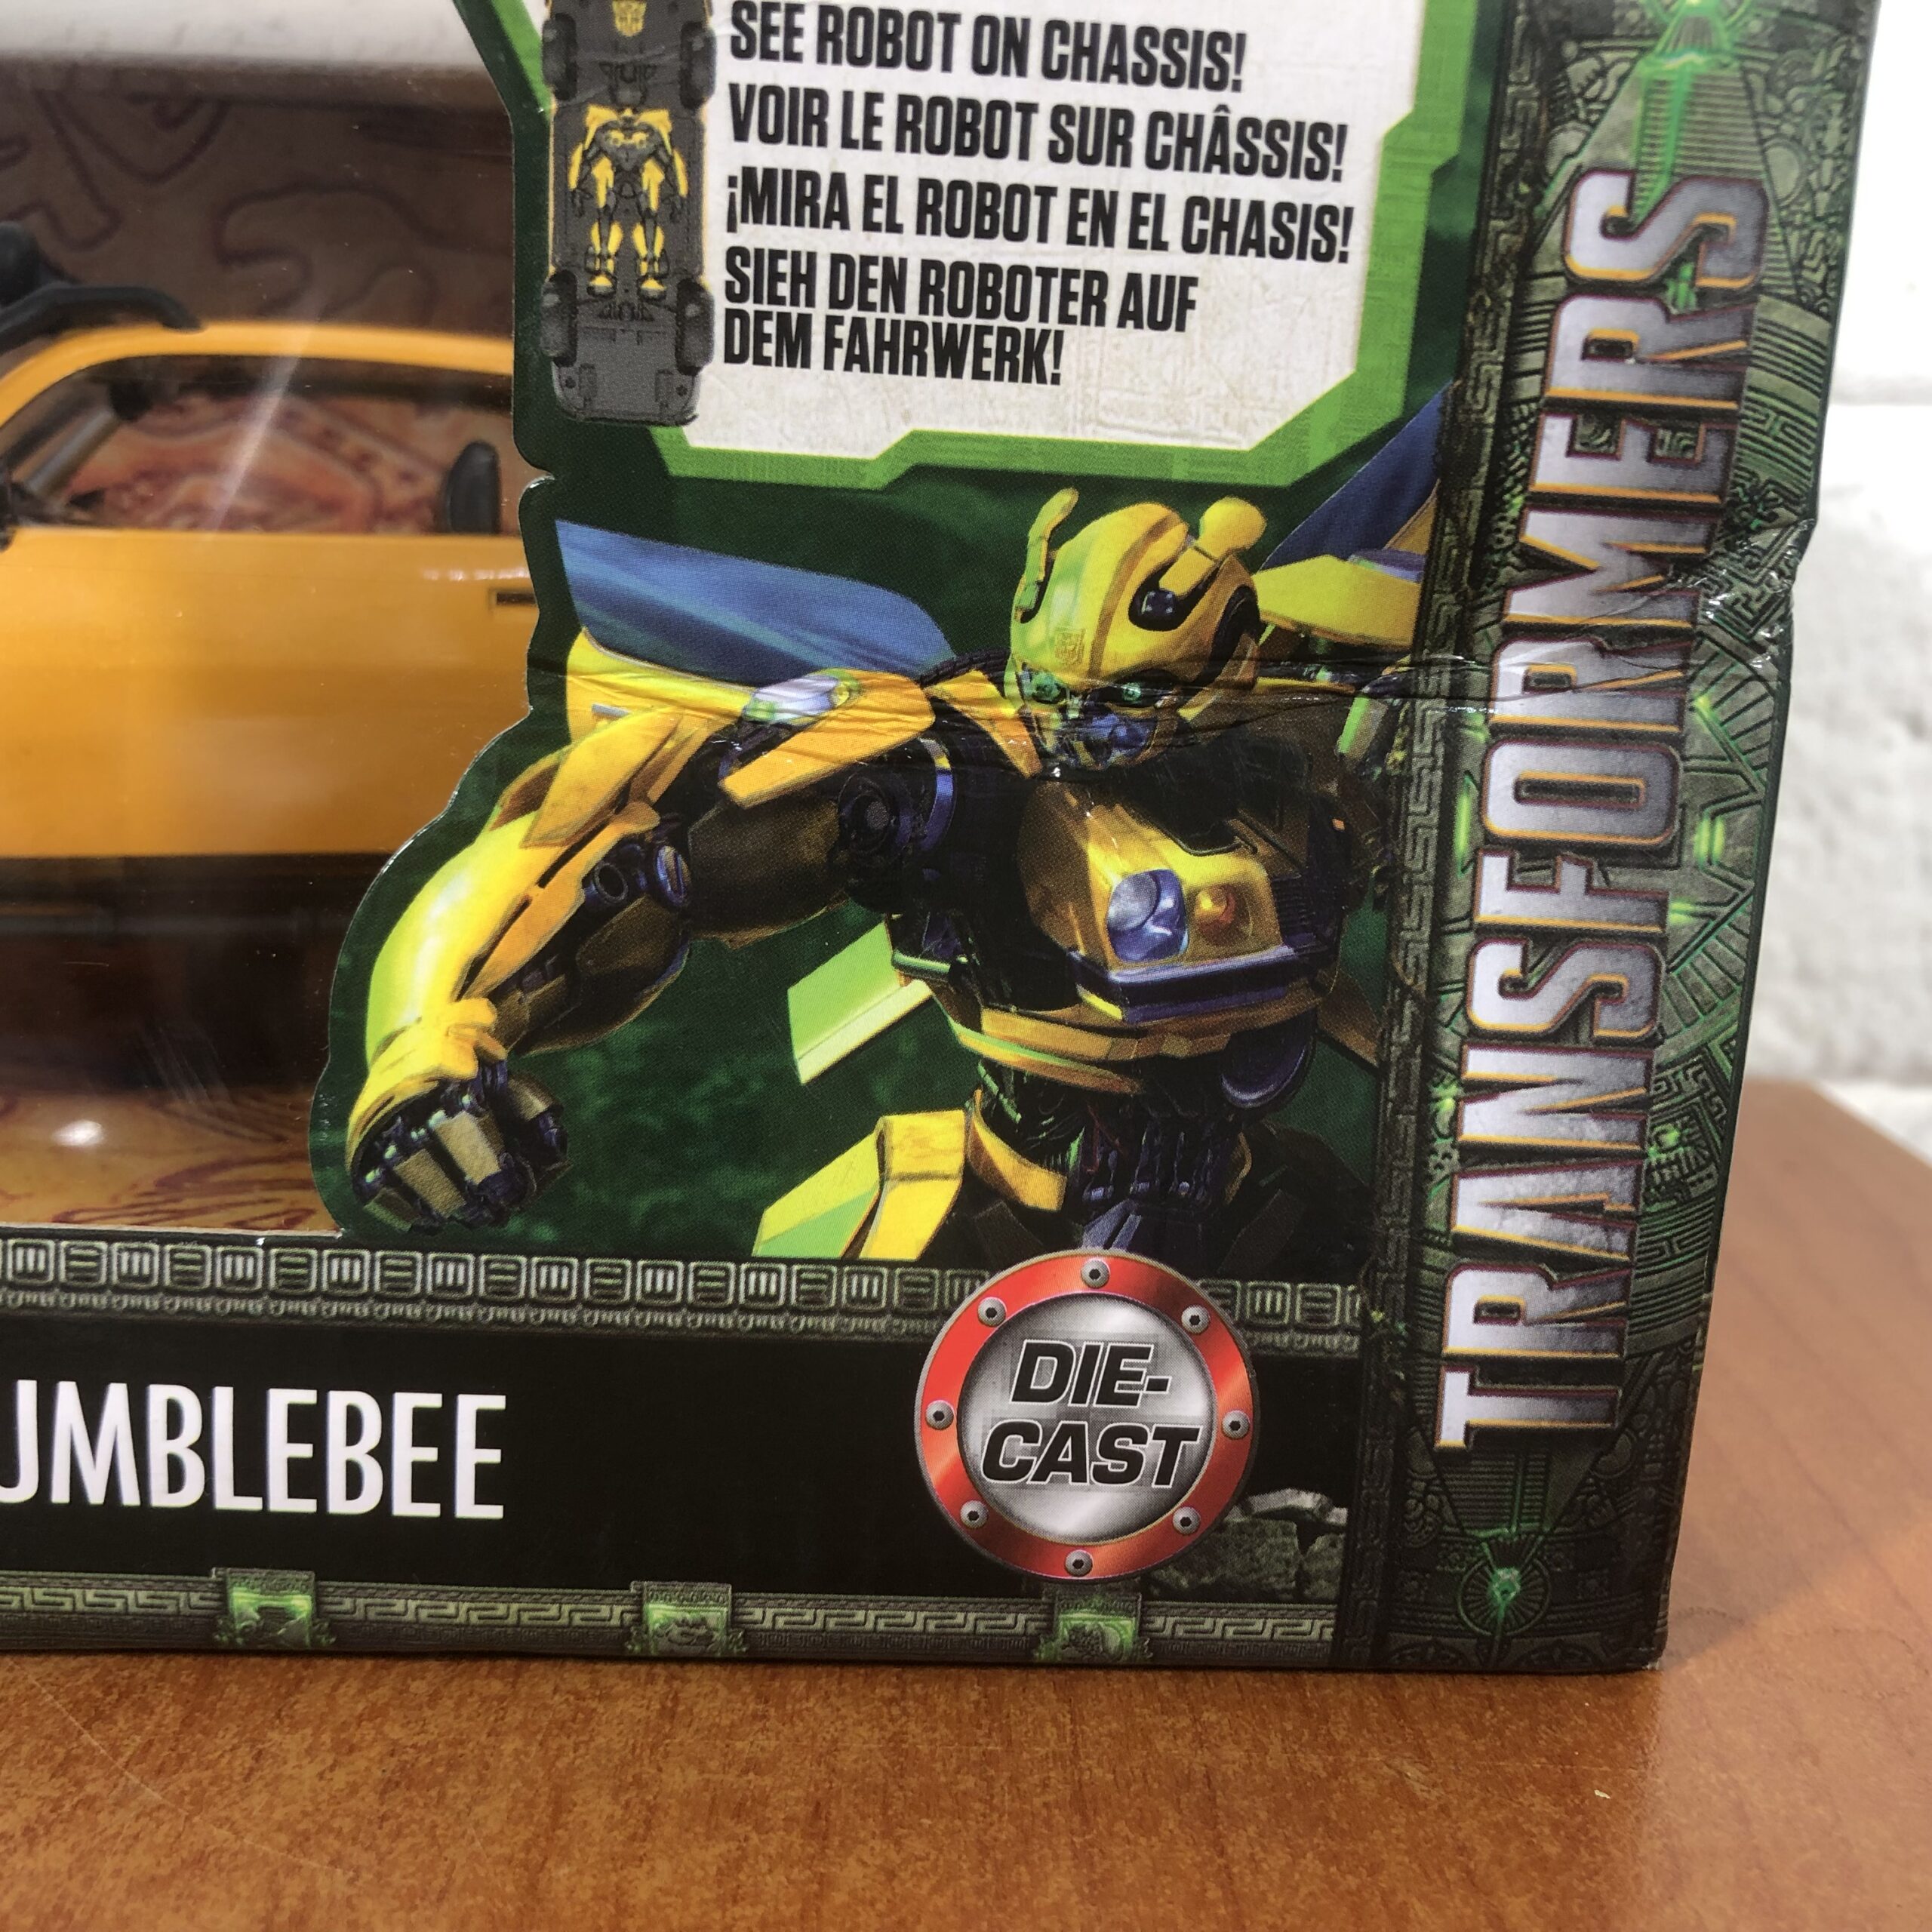 SEE ROBOT ON CHASSIS!
VOIR LE ROBOT SUR CHÂSSIS!
¡MIRA EL ROBOT EN EL CHASIS!
SIEH DEN ROBOTER AUF
DEM FAHRWERK!
TRANSFORMERS
UMBLEBEE
DIE-
CAST